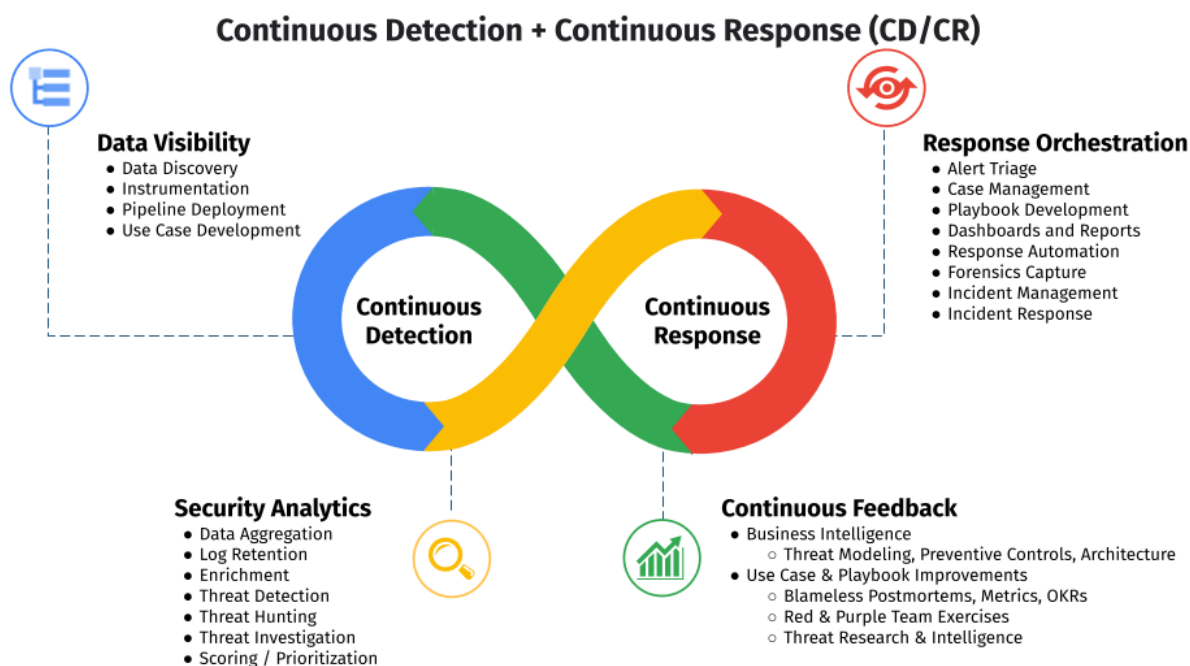 Continuous Detection + Continuous Response (CD/CR)
Data Visibility
● Data Discovery
● Instrumentation
● Pipeline Deployment
● Use Case Development
Response Orchestration
● Alert Triage
● Case Management
● Playbook Development
● Dashboards and Reports
● Response Automation
● Forensics Capture
● Incident Management
● Incident Response
Continuous
Detection
Continuous
Response
Security Analytics
● Data Aggregation
● Log Retention
● Enrichment
● Threat Detection
● Threat Hunting
● Threat Investigation
● Scoring / Prioritization
Continuous Feedback
● Business Intelligence
○ Threat Modeling, Preventive Controls, Architecture
● Use Case & Playbook Improvements
○ Blameless Postmortems, Metrics, OKRs
○ Red & Purple Team Exercises
○ Threat Research & Intelligence